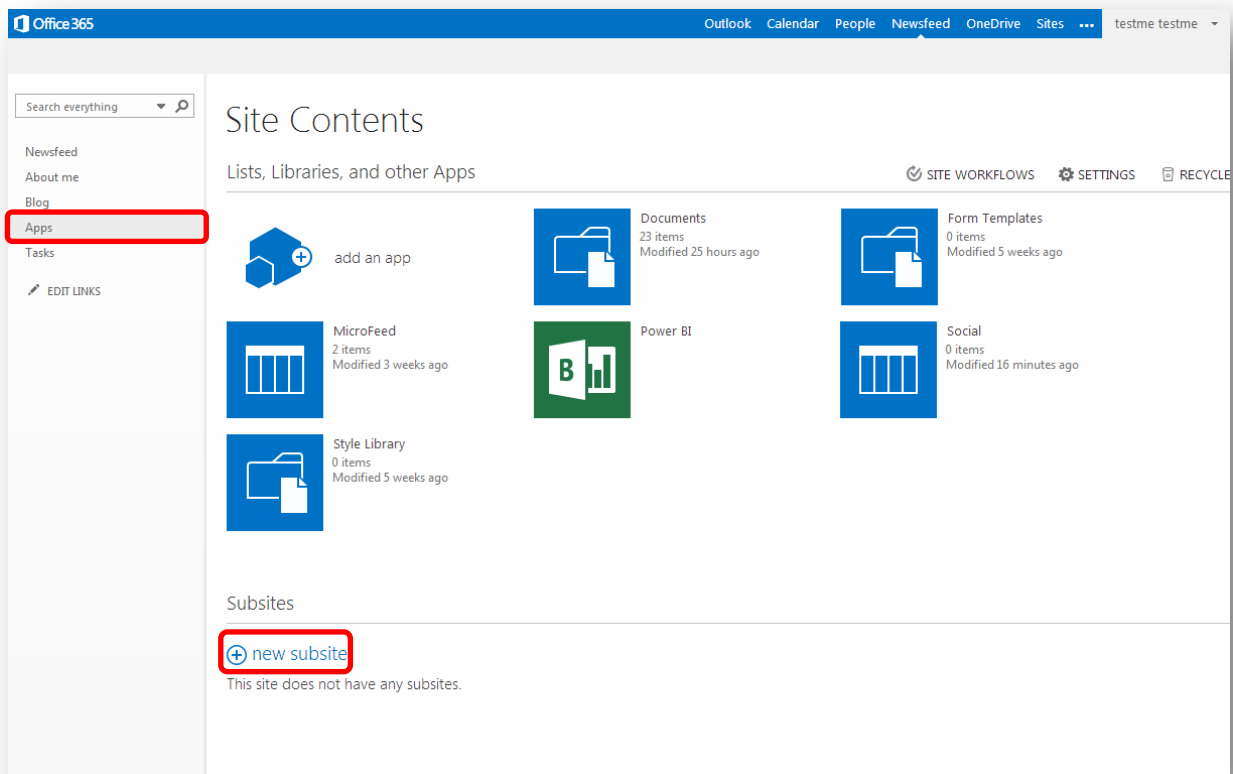 Office 365
Outlook Calendar People Newsfeed OneDrive Sites ... testme testme
Search everything
Newsfeed
About me
Blog
Apps
Tasks
EDIT LINKS
Site Contents
Lists, Libraries, and other Apps
SITE WORKFLOWS SETTINGS RECYCLE
add an app
Documents
23 items
Modified 25 hours ago
Form Templates
0 items
Modified 5 weeks ago
MicroFeed
2 items
Modified 3 weeks ago
B
Power BI
Social
0 items
Modified 16 minutes ago
Style Library
0 items
Modified 5 weeks ago
Subsites
new subsite
This site does not have any subsites.